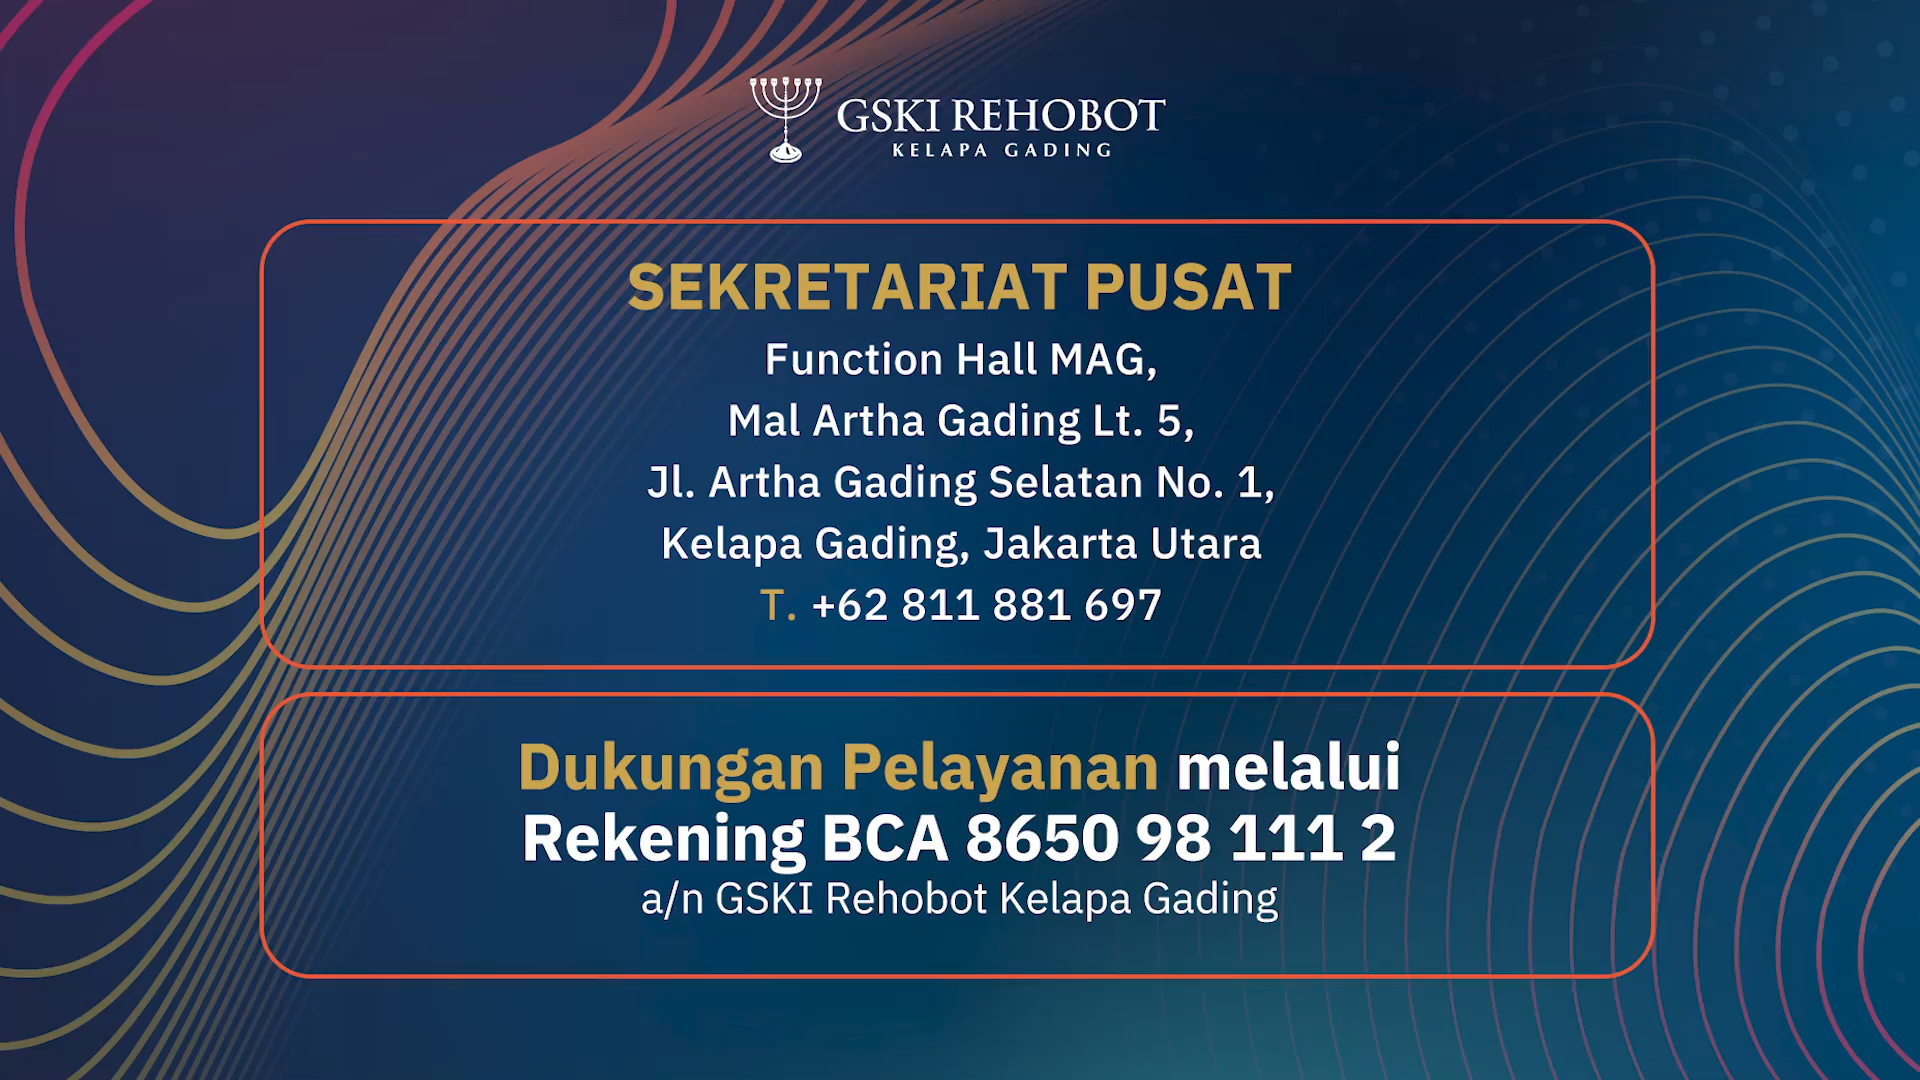 GSKI REHOBOT
KELAPA GADING
SEKRETARIAT PUSAT
Function Hall MAG,
Mal Artha Gading Lt. 5,
Jl. Artha Gading Selatan No. 1,
Kelapa Gading, Jakarta Utara
T. +62 811 881 697
Dukungan Pelayanan melalui
Rekening BCA 8650 98 111 2
a/n GSKI Rehobot Kelapa Gading